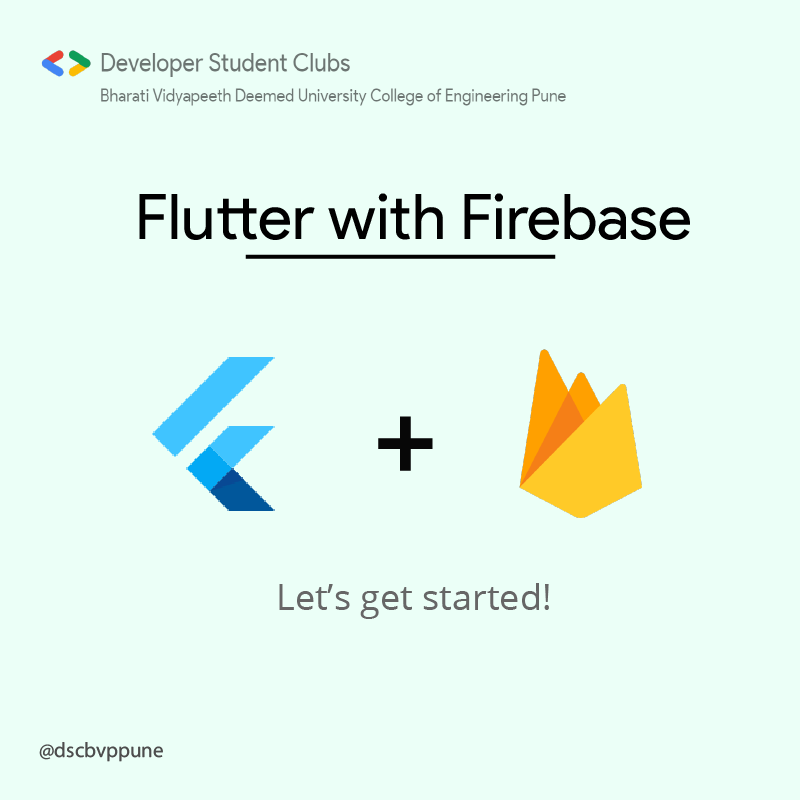 Developer Student Clubs
Bharati Vidyapeeth Deemed University College of Engineering Pune
Flutter with Firebase
+
Let’s get started!
@dscbvppune